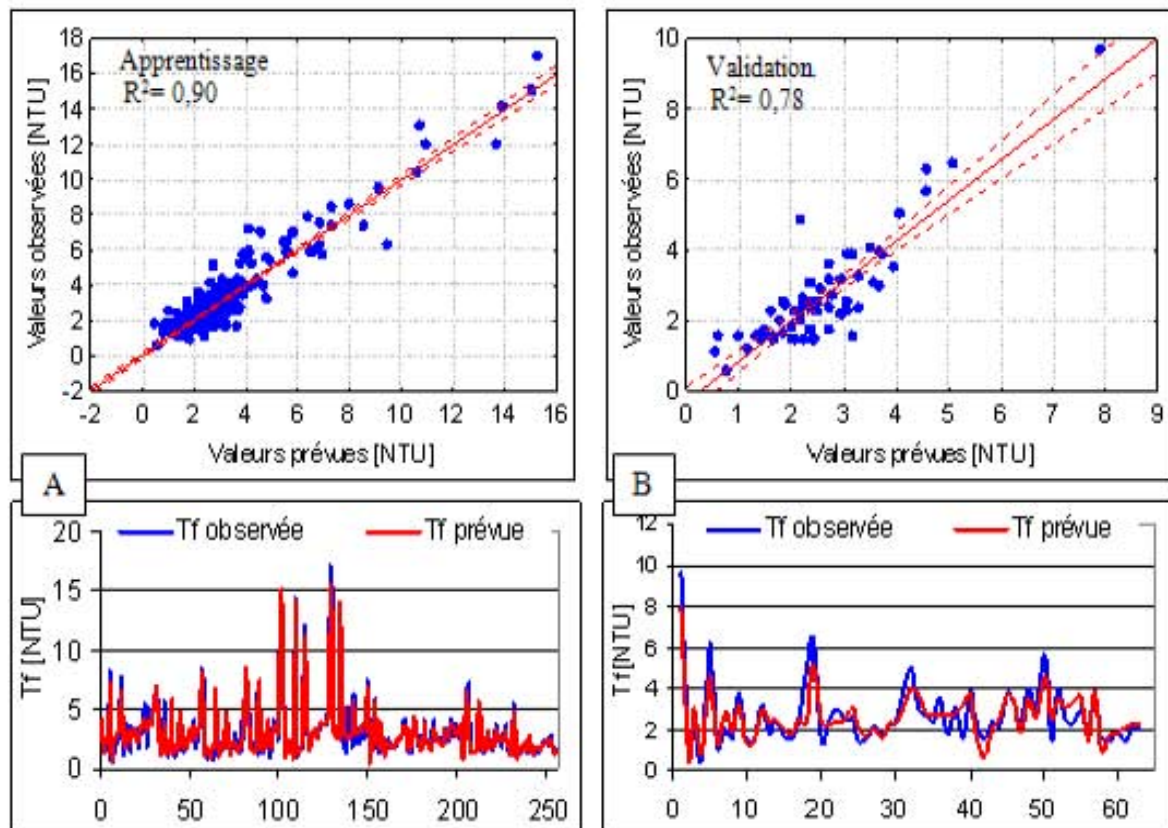 18
16
14
12
10
8
6
4
2
0
-2
Valeurs observées [NTU]
Apprentissage
R²= 0,90
-2 0 2 4 6 8 10 12 14 16
Valeurs prévues [NTU]
10
8
6
4
2
0
Valeurs observées [NTU]
Validation
R²= 0,78
0 1 2 3 4 5 6 7 8 9
Valeurs prévues [NTU]
A
20
15
10
5
0
Tf [NTU]
Tf observée Tf prévue
0 50 100 150 200 250
B
12
10
8
6
4
2
0
Tf[NTU]
Tf observée Tf prévue
0 10 20 30 40 50 60